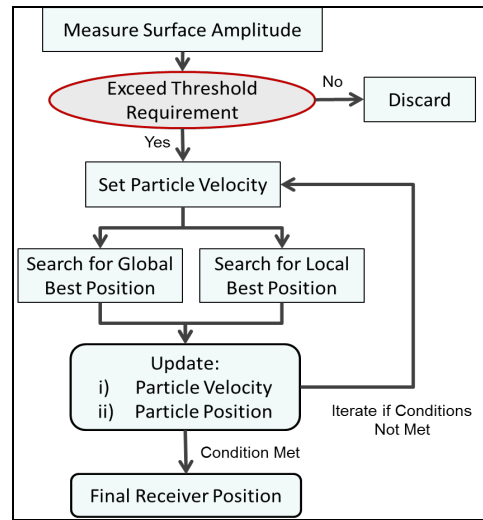 Measure Surface Amplitude
Exceed Threshold
Requirement
No
Discard
Yes
Set Particle Velocity
Search for Global
Best Position
Search for Local
Best Position
Update:
i) Particle Velocity
ii) Particle Position
Iterate if Conditions
Not Met
Condition Met
Final Receiver Position